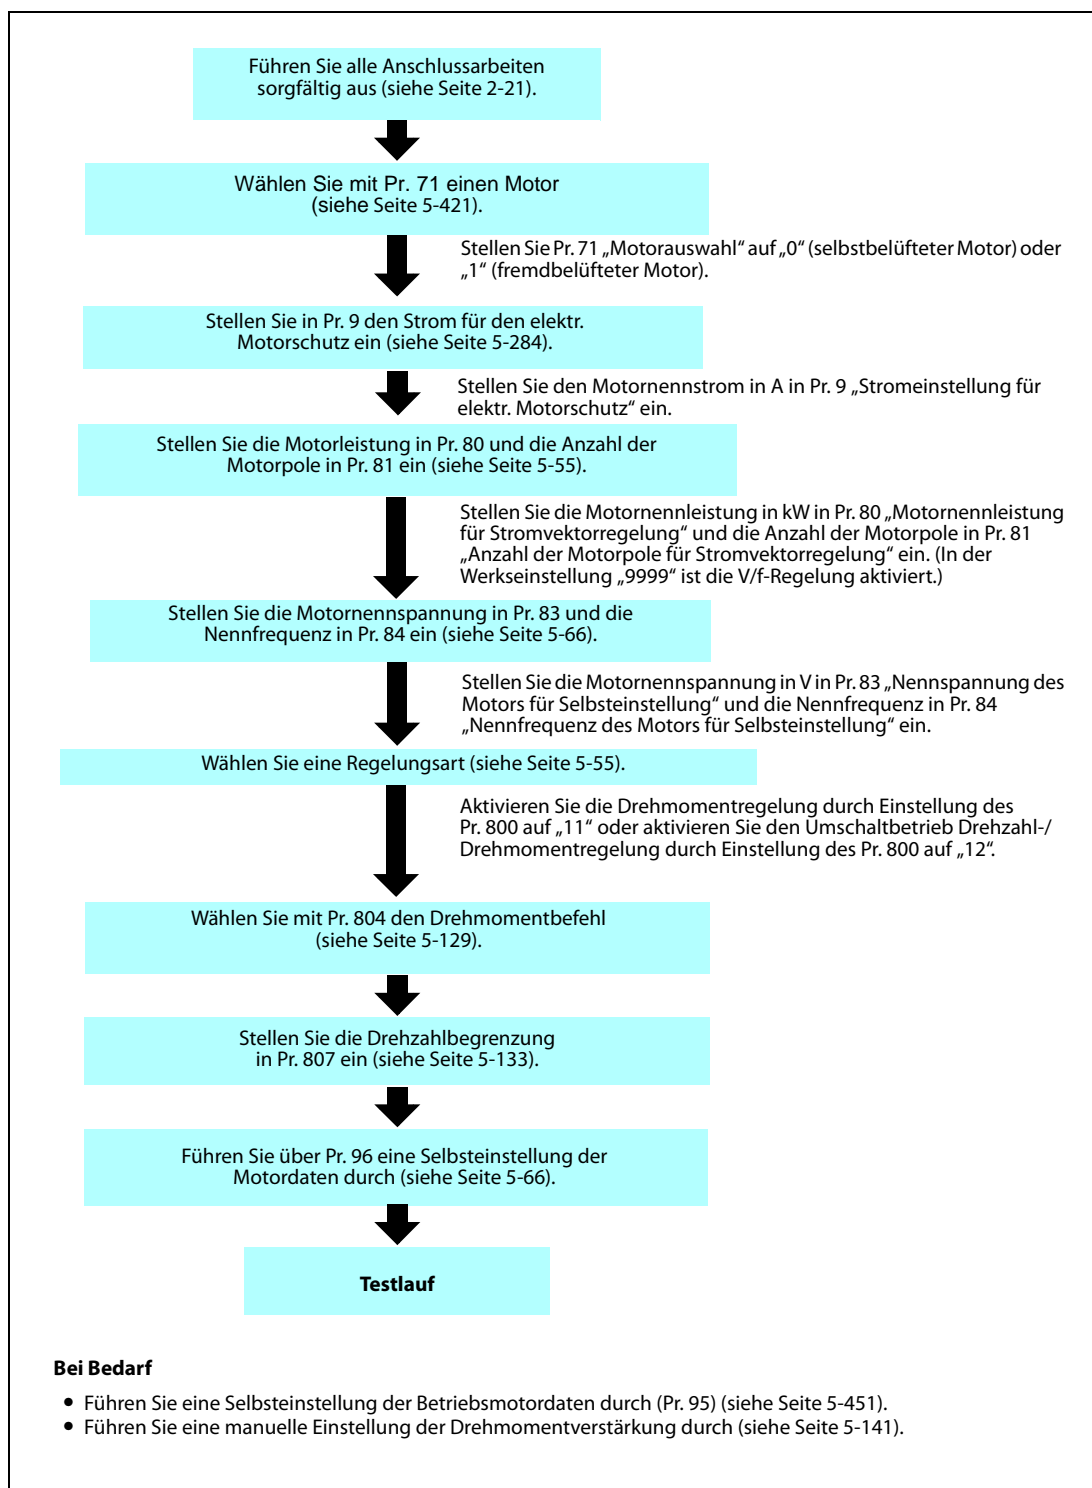 Führen Sie alle Anschlussarbeiten
sorgfältig aus (siehe Seite 2-21).
Wählen Sie mit Pr. 71 einen Motor
(siehe Seite 5-421).
Stellen Sie Pr. 71 „Motorauswahl“ auf „0“ (selbstbelüfteter Motor) oder
„1“ (fremdbelüfteter Motor).
Stellen Sie in Pr. 9 den Strom für den elektr.
Motorschutz ein (siehe Seite 5-284).
Stellen Sie den Motornennstrom in A in Pr. 9 „Stromeinstellung für
elektr. Motorschutz“ ein.
Stellen Sie die Motorleistung in Pr. 80 und die Anzahl der
Motorpole in Pr. 81 ein (siehe Seite 5-55).
Stellen Sie die Motornennleistung in kW in Pr. 80 „Motornennleistung
für Stromvektorregelung“ und die Anzahl der Motorpole in Pr. 81
„Anzahl der Motorpole für Stromvektorregelung“ ein. (In der
Werkseinstellung „9999“ ist die V/f-Regelung aktiviert.)
Stellen Sie die Motornennspannung in Pr. 83 und die
Nennfrequenz in Pr. 84 ein (siehe Seite 5-66).
Stellen Sie die Motornennspannung in V in Pr. 83 „Nennspannung des
Motors für Selbsteinstellung“ und die Nennfrequenz in Pr. 84
„Nennfrequenz des Motors für Selbsteinstellung“ ein.
Wählen Sie eine Regelungsart (siehe Seite 5-55).
Aktivieren Sie die Drehmomentregelung durch Einstellung des
Pr. 800 auf „11“ oder aktivieren Sie den Umschaltbetrieb Drehzahl-/
Drehmomentregelung durch Einstellung des Pr. 800 auf „12“.
Wählen Sie mit Pr. 804 den Drehmomentbefehl
(siehe Seite 5-129).
Stellen Sie die Drehzahlbegrenzung
in Pr. 807 ein (siehe Seite 5-133).
Führen Sie über Pr. 96 eine Selbsteinstellung der
Motordaten durch (siehe Seite 5-66).
Testlauf
Bei Bedarf
● Führen Sie eine Selbsteinstellung der Betriebsmotordaten durch (Pr. 95) (siehe Seite 5-451).
● Führen Sie eine manuelle Einstellung der Drehmomentverstärkung durch (siehe Seite 5-141).